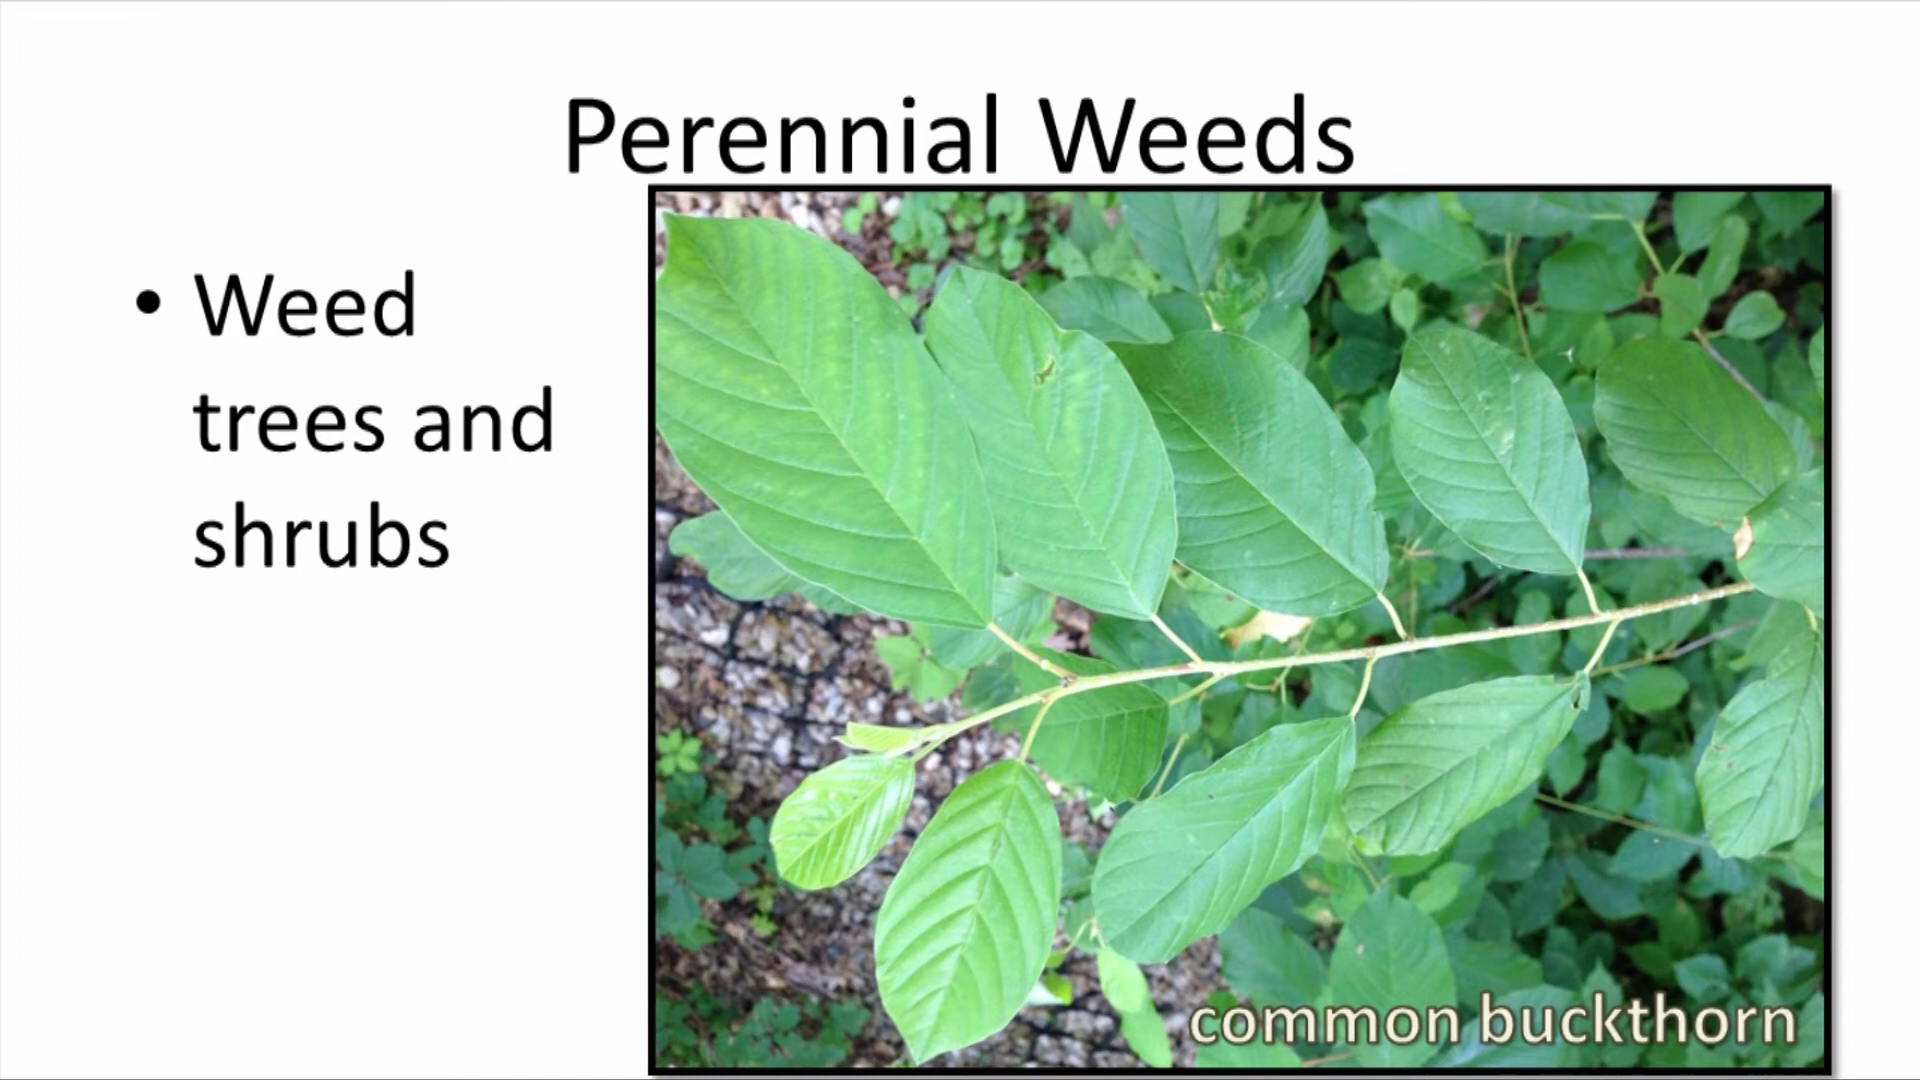 Perennial Weeds
• Weed
trees and
shrubs
common buckthorn